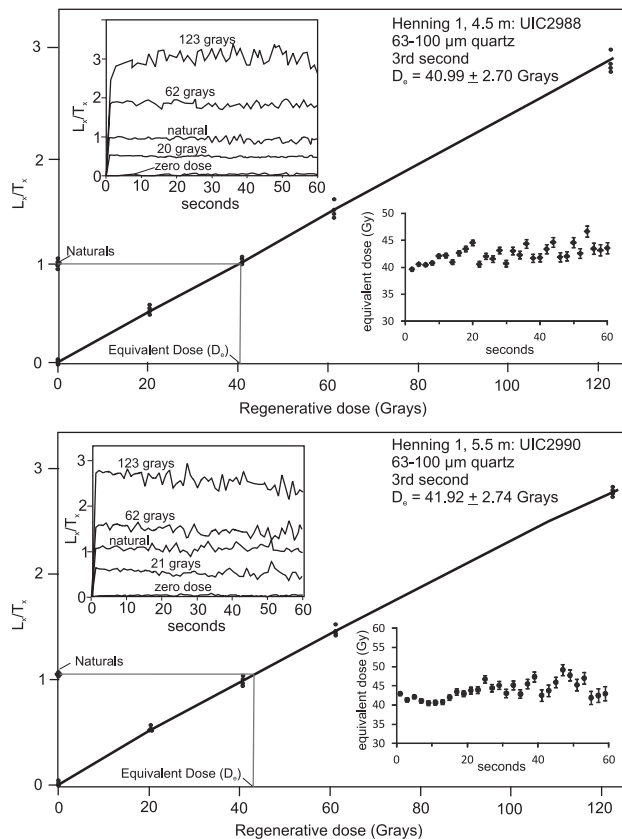 Henning 1, 4.5 m: UIC2988
63-100 µm quartz
3rd second
Dₑ = 40.99 ± 2.70 Grays
Lₓ/Tₓ
3
2
1
0
0
20
40
60
80
100
120
Regenerative dose (Grays)
Naturals
Equivalent Dose (Dₑ)
Lₓ/Tₓ
4
3
2
1
0
0 10 20 30 40 50 60
seconds
123 grays
62 grays
natural
20 grays
zero dose
equivalent dose (Gy)
50
45
40
35
30
0 20 40 60
seconds
Henning 1, 5.5 m: UIC2990
63-100 µm quartz
3rd second
Dₑ = 41.92 ± 2.74 Grays
Lₓ/Tₓ
3
2
1
0
0
20
40
60
80
100
120
Regenerative dose (Grays)
Naturals
Equivalent Dose (Dₑ)
Lₓ/Tₓ
3
2
1
0
0 10 20 30 40 50 60
seconds
123 grays
62 grays
natural
21 grays
zero dose
equivalent dose (Gy)
60
55
50
45
40
35
30
0 20 40 60
seconds